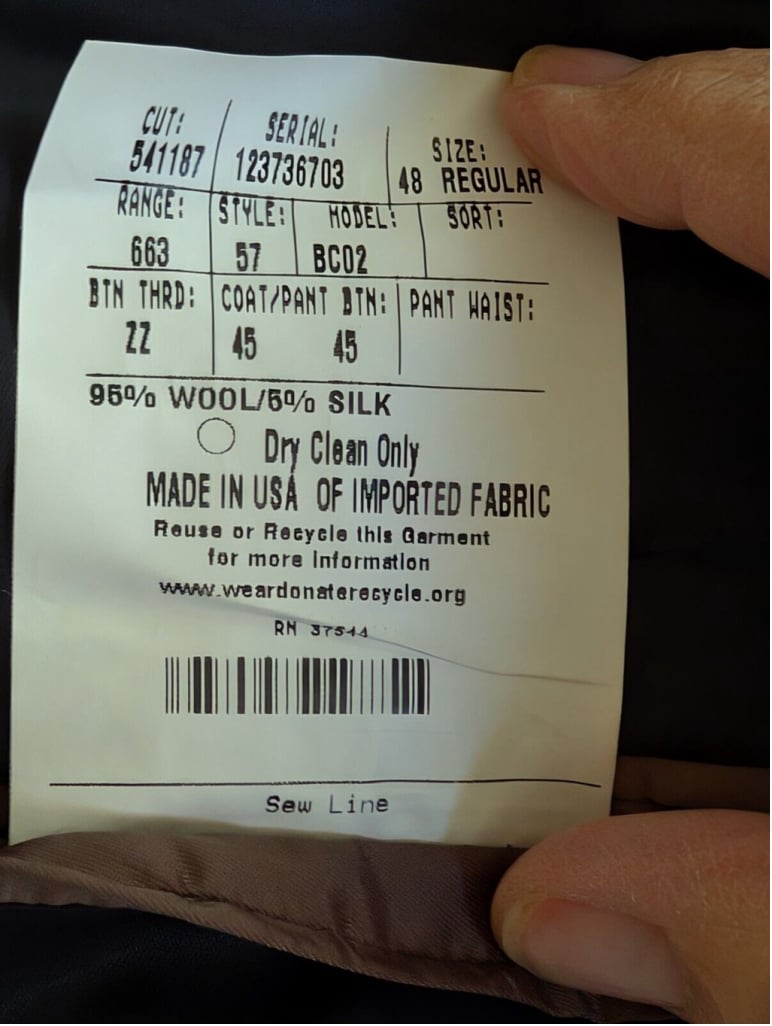 CUT: SERIAL: SIZE:
541187 123736703 48 REGULAR
RANGE: STYLE: MODEL: SORT:
663 57 BC02
BTN THRD: COAT/PANT BTN: PANT WAIST:
22 45 45
95% WOOL/5% SILK
Dry Clean Only
MADE IN USA OF IMPORTED FABRIC
Reuse or Recycle this Garment
for more Information
www.weardonaterecycle.org
RN 37544
Sew Line